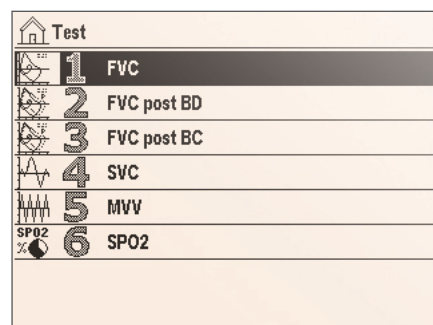 Test
1 FVC
2 FVC post BD
3 FVC post BC
4 SVC
5 MVV
SPO2
% 6 SPO2